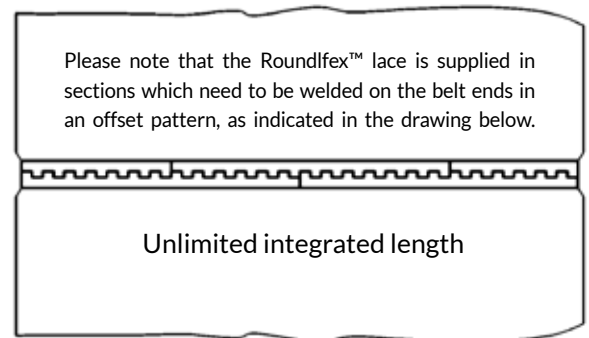 Please note that the Roundlfex™ lace is supplied in
sections which need to be welded on the belt ends in
an offset pattern, as indicated in the drawing below.
Unlimited integrated length